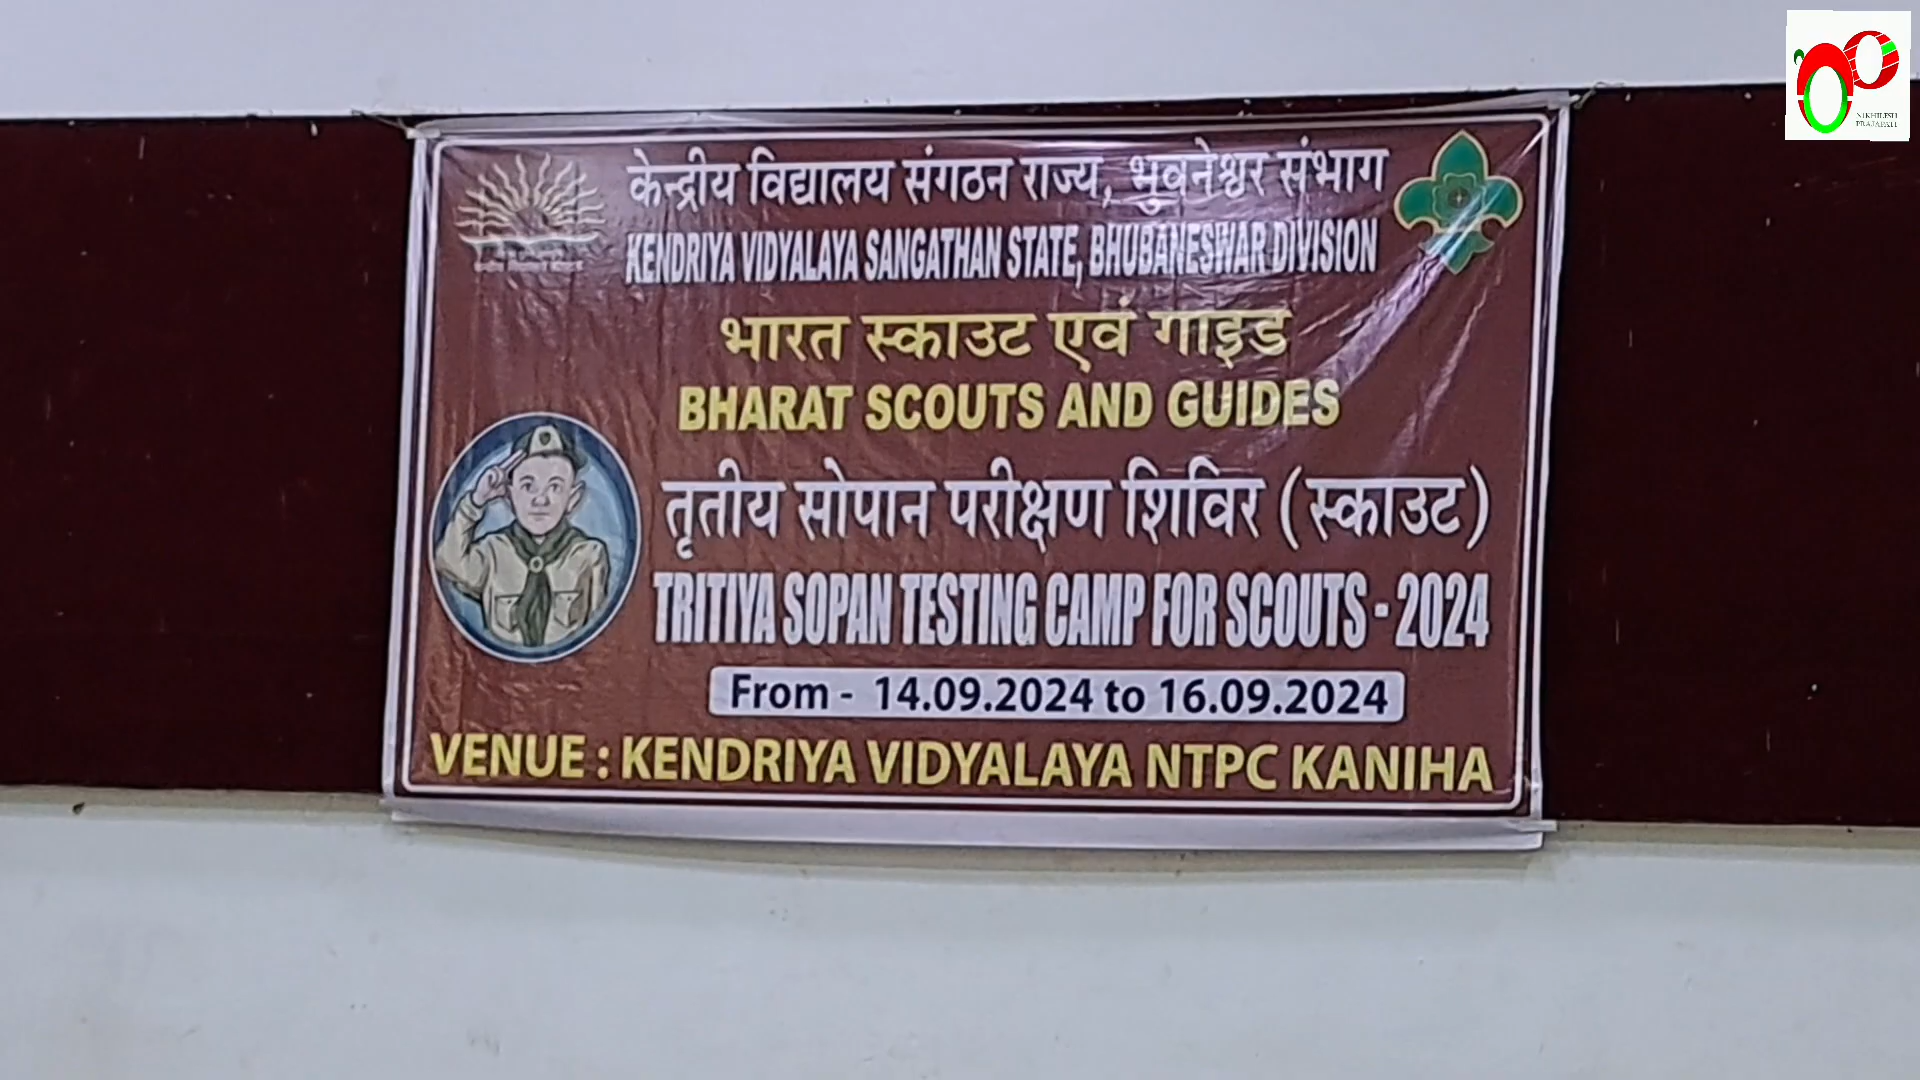 केन्द्रीय विद्यालय संगठन राज्य, भुवनेश्वर संभाग
KENDRIYA VIDYALAYA SANGATHAN STATE, BHUBANESWAR DIVISION
भारत स्काउट एवं गाइड
BHARAT SCOUTS AND GUIDES
तृतीय सोपान परीक्षण शिविर (स्काउट)
TRITIYA SOPAN TESTING CAMP FOR SCOUTS - 2024
From - 14.09.2024 to 16.09.2024
VENUE : KENDRIYA VIDYALAYA NTPC KANIHA
NIKHILESH
PRAJAPATI